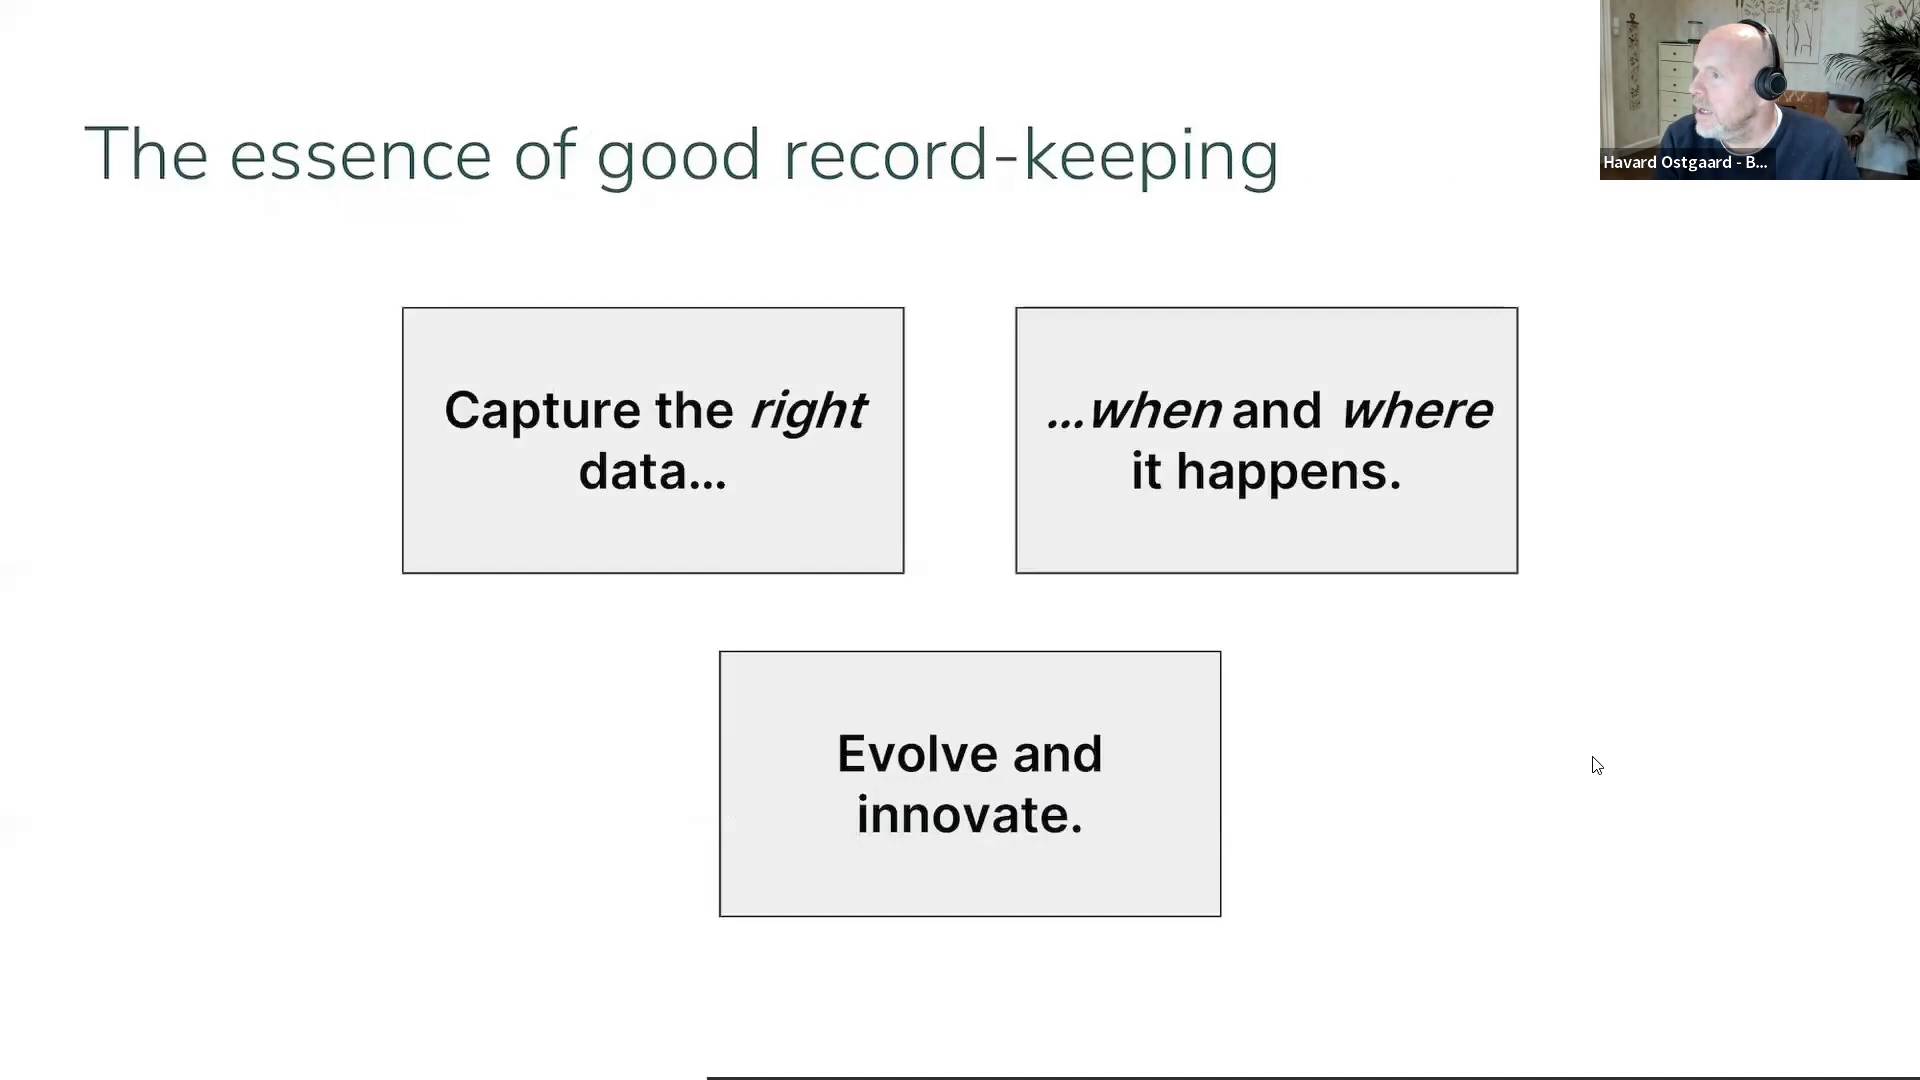 The essence of good record-keeping
Havard Ostgaard - B...
Capture the right
data...
...when and where
it happens.
Evolve and
innovate.